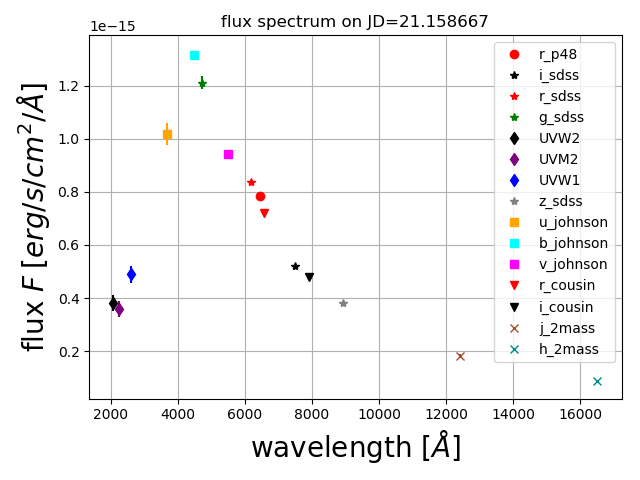 flux spectrum on JD=21.158667
1e−15
1.2
1.0
0.8
0.6
0.4
0.2
flux F [erg/s/cm²/Å]
2000 4000 6000 8000 10000 12000 14000 16000
wavelength [Å]
r_p48
i_sdss
r_sdss
g_sdss
UVW2
UVM2
UVW1
z_sdss
u_johnson
b_johnson
v_johnson
r_cousin
i_cousin
j_2mass
h_2mass